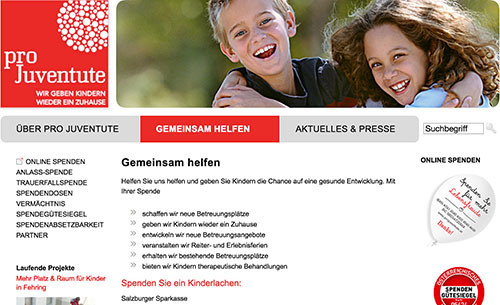 pro
Juventute
WIR GEBEN KINDERN
WIEDER EIN ZUHAUSE
ÜBER PRO JUVENTUTE
GEMEINSAM HELFEN
AKTUELLES & PRESSE
Suchbegriff
ONLINE SPENDEN
ANLASS-SPENDE
TRAUERFALLSPENDE
SPENDENDOSEN
VERMÄCHTNIS
SPENDEGÜTESIEGEL
SPENDENABSETZBARKEIT
PARTNER
Laufende Projekte
Mehr Platz & Raum für Kinder
in Fehring
Gemeinsam helfen
Helfen Sie uns helfen und geben Sie Kindern die Chance auf eine gesunde Entwicklung. Mit
Ihrer Spende
schaffen wir neue Betreuungsplätze
geben wir Kindern wieder ein Zuhause
entwickeln wir neue Betreuungsangebote
veranstalten wir Reiter- und Erlebnisferien
erhalten wir bestehende Betreuungsplätze
bieten wir Kindern therapeutische Behandlungen
Spenden Sie ein Kinderlachen:
Salzburger Sparkasse
ONLINE SPENDEN
Spenden
für mehr
Lebensfreude
Danke!
ÖSTERREICHISCHES
SPENDEN
GÜTESIEGEL